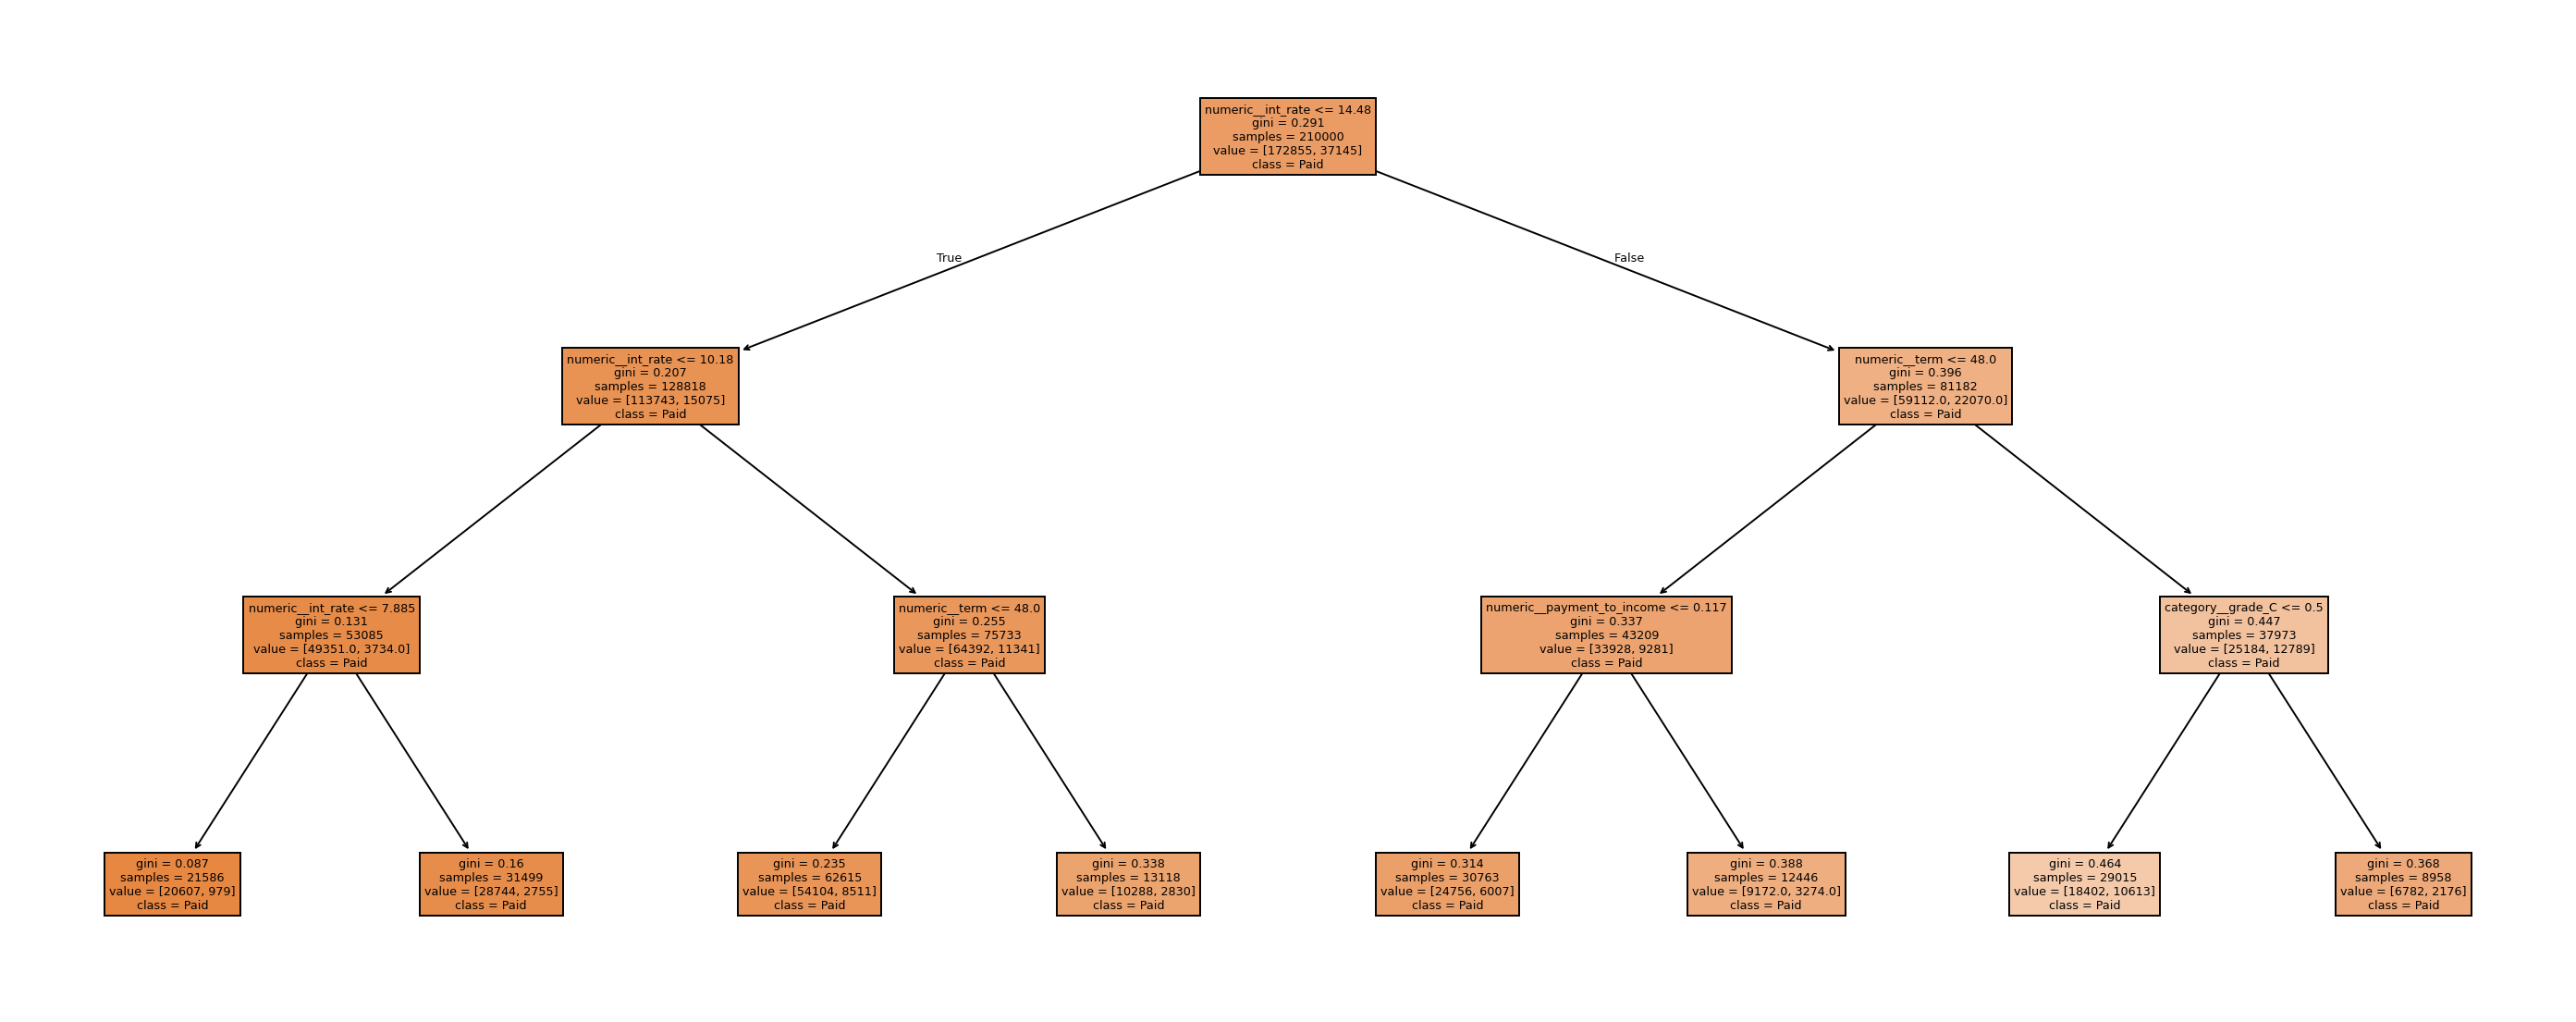 numeric__int_rate <= 14.48
gini = 0.291
samples = 210000
value = [172855, 37145]
class = Paid
True
False
numeric__int_rate <= 10.18
gini = 0.207
samples = 128818
value = [113743, 15075]
class = Paid
numeric__term <= 48.0
gini = 0.396
samples = 81182
value = [59112.0, 22070.0]
class = Paid
numeric__int_rate <= 7.885
gini = 0.131
samples = 53085
value = [49351.0, 3734.0]
class = Paid
numeric__term <= 48.0
gini = 0.255
samples = 75733
value = [64392, 11341]
class = Paid
numeric__payment_to_income <= 0.117
gini = 0.337
samples = 43209
value = [33928, 9281]
class = Paid
category__grade_C <= 0.5
gini = 0.447
samples = 37973
value = [25184, 12789]
class = Paid
gini = 0.087
samples = 21586
value = [20607, 979]
class = Paid
gini = 0.16
samples = 31499
value = [28744, 2755]
class = Paid
gini = 0.235
samples = 62615
value = [54104, 8511]
class = Paid
gini = 0.338
samples = 13118
value = [10288, 2830]
class = Paid
gini = 0.314
samples = 30763
value = [24756, 6007]
class = Paid
gini = 0.388
samples = 12446
value = [9172.0, 3274.0]
class = Paid
gini = 0.464
samples = 29015
value = [18402, 10613]
class = Paid
gini = 0.368
samples = 8958
value = [6782, 2176]
class = Paid